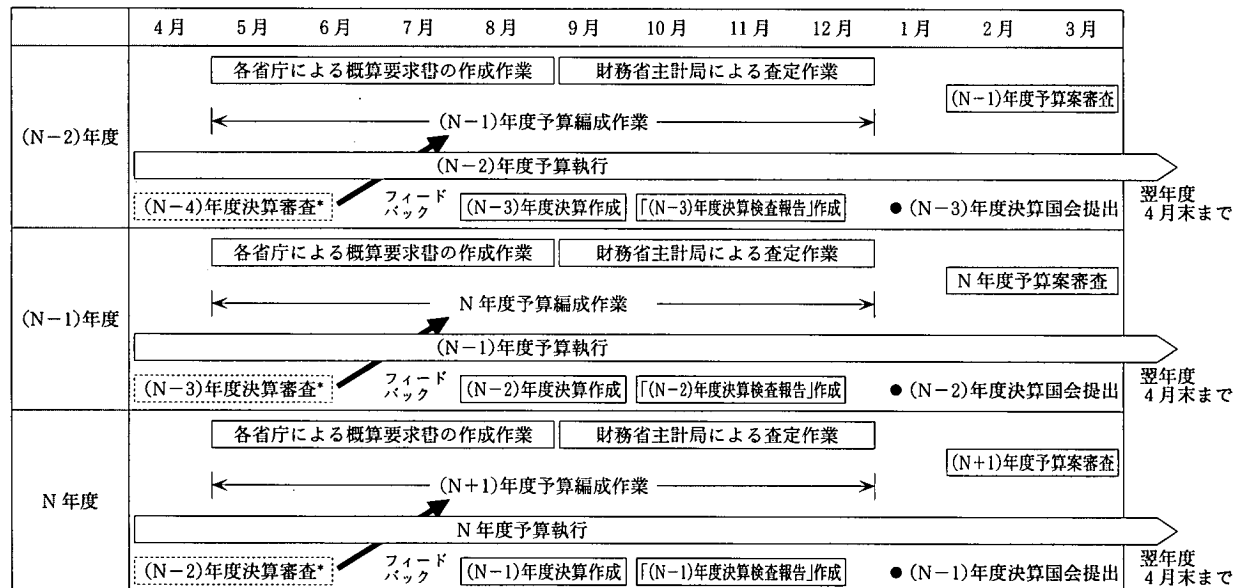 4月 5月 6月 7月 8月 9月 10月 11月 12月 1月 2月 3月
(N－2)年度
各省庁による概算要求書の作成作業 財務省主計局による査定作業
(N－1)年度予算案審査
(N－1)年度予算編成作業
(N－2)年度予算執行
(N－4)年度決算審査* フィードバック (N－3)年度決算作成 「(N－3)年度決算検査報告」作成 ●(N－3)年度決算国会提出 翌年度4月末まで
(N－1)年度
各省庁による概算要求書の作成作業 財務省主計局による査定作業
N年度予算案審査
N年度予算編成作業
(N－1)年度予算執行
(N－3)年度決算審査* フィードバック (N－2)年度決算作成 「(N－2)年度決算検査報告」作成 ●(N－2)年度決算国会提出 翌年度4月末まで
N年度
各省庁による概算要求書の作成作業 財務省主計局による査定作業
(N＋1)年度予算案審査
(N＋1)年度予算編成作業
N年度予算執行
(N－2)年度決算審査* フィードバック (N－1)年度決算作成 「(N－1)年度決算検査報告」作成 ●(N－1)年度決算国会提出 翌年度4月末まで